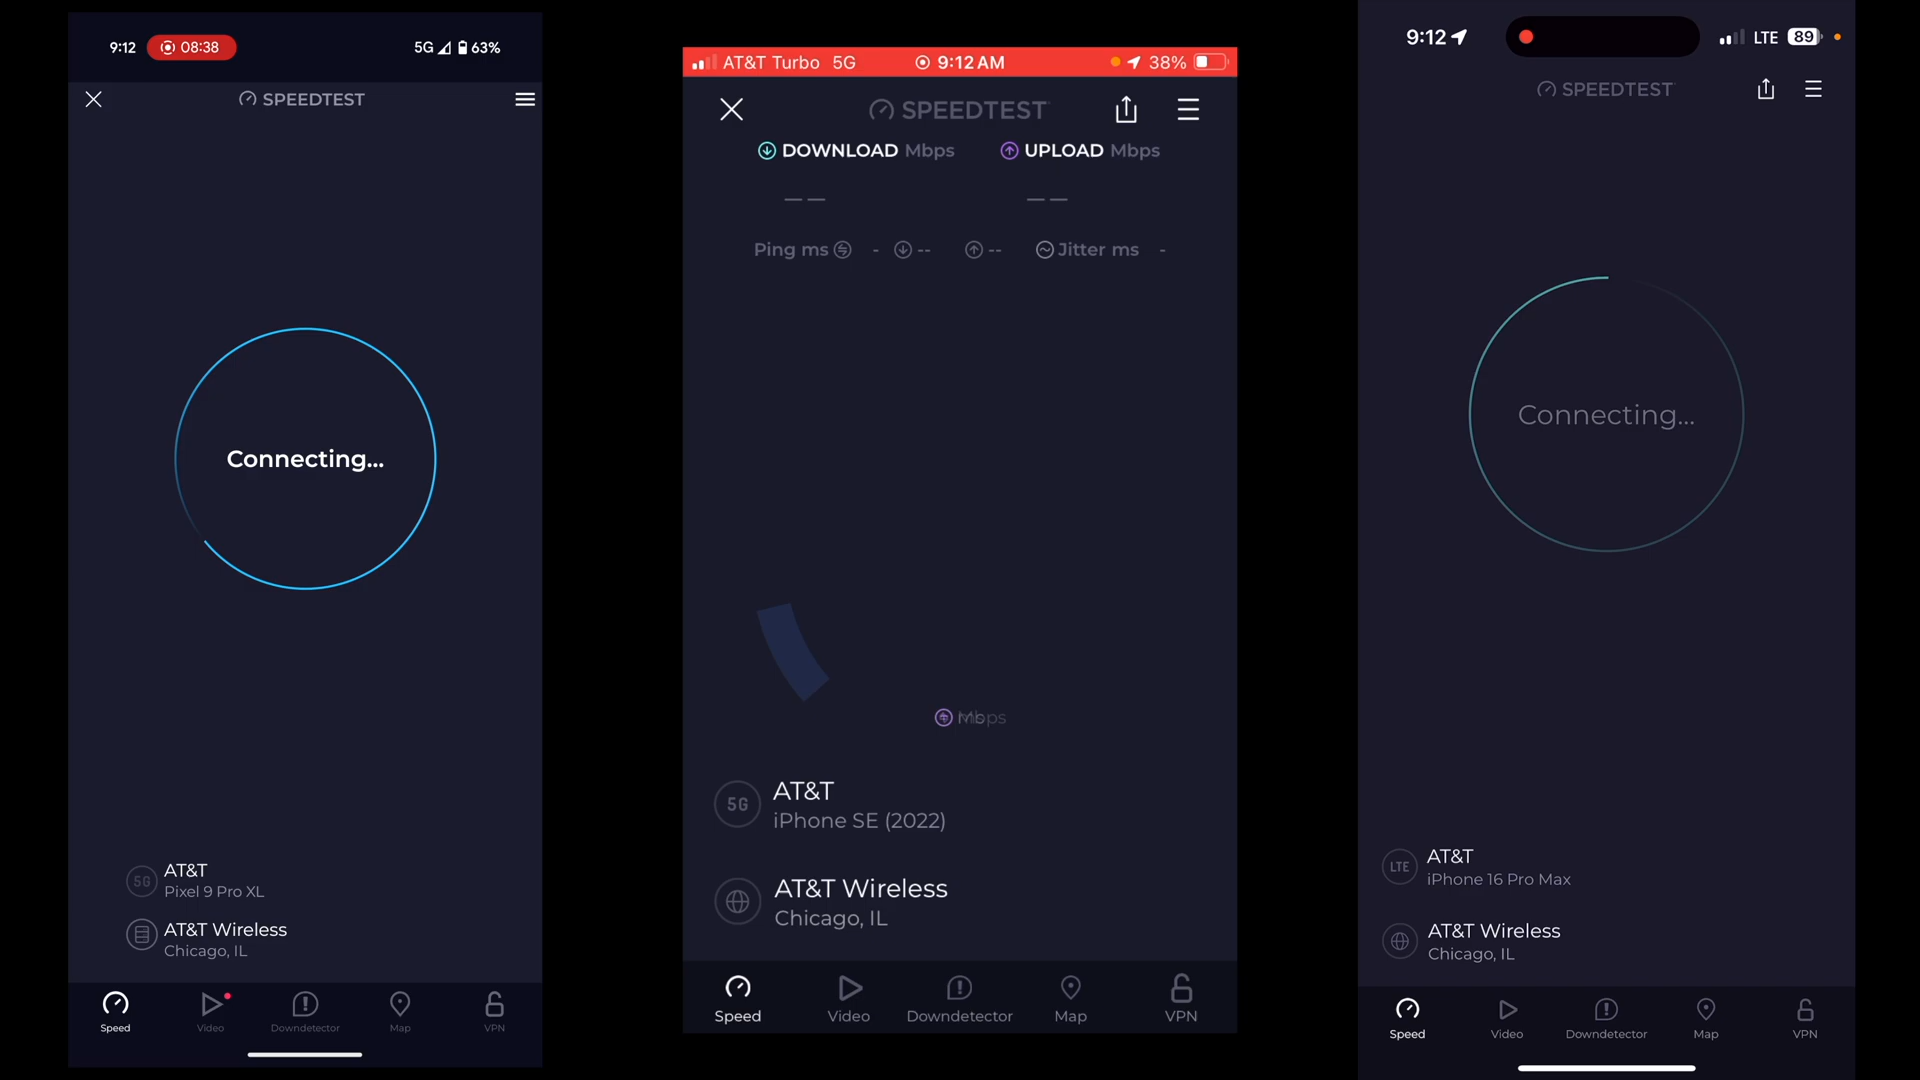 9:12 08:38 5G 63%
SPEEDTEST
Connecting...
5G AT&T
Pixel 9 Pro XL
AT&T Wireless
Chicago, IL
Speed Video Downdetector Map VPN
AT&T Turbo 5G 9:12 AM 38%
SPEEDTEST
DOWNLOAD Mbps UPLOAD Mbps
— — — —
Ping ms - -- -- Jitter ms -
Mbps
5G AT&T
iPhone SE (2022)
AT&T Wireless
Chicago, IL
Speed Video Downdetector Map VPN
9:12 LTE 89
SPEEDTEST
Connecting...
LTE AT&T
iPhone 16 Pro Max
AT&T Wireless
Chicago, IL
Speed Video Downdetector Map VPN